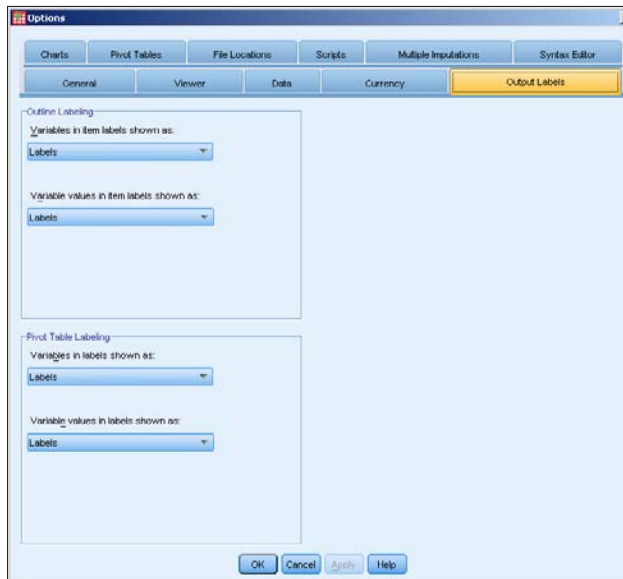 Options
Charts Pivot Tables File Locations Scripts Multiple Imputations Syntax Editor
General Viewer Data Currency Output Labels
Outline Labeling
Variables in item labels shown as:
Labels
Variable values in item labels shown as:
Labels
Pivot Table Labeling
Variables in labels shown as:
Labels
Variable values in labels shown as:
Labels
OK Cancel Apply Help